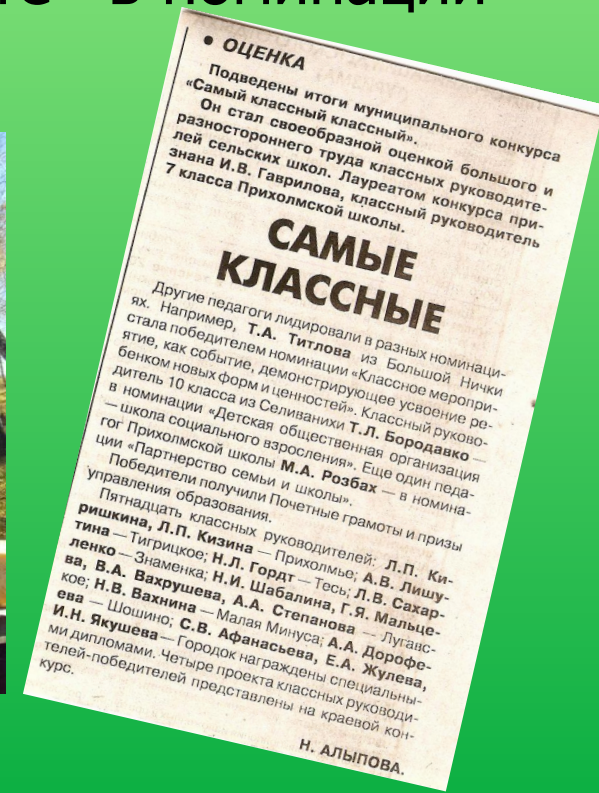 в номинации
• ОЦЕНКА
Подведены итоги муниципального конкурса
«Самый классный классный».
Он стал своеобразной оценкой большого и
разностороннего труда классных руководите-
лей сельских школ. Лауреатом конкурса при-
знана И.В. Гаврилова, классный руководитель
7 класса Прихолмской школы.
САМЫЕ
КЛАССНЫЕ
Другие педагоги лидировали в разных номинаци-
ях. Например, Т.А. Титлова из Большой Нички
стала победителем номинации «Классное меропри-
ятие, как событие, демонстрирующее усвоение ре-
бенком новых форм и ценностей». Классный руково-
дитель 10 класса из Селиванихи Т.Л. Бородавко —
в номинации «Детская общественная организация
— школа социального взросления». Еще один педа-
гог Прихолмской школы М.А. Розбах — в номина-
ции «Партнерство семьи и школы».
Победители получили Почетные грамоты и призы
управления образования.
Пятнадцать классных руководителей: Л.П. Ки-
ришкина, Л.П. Кизина — Прихолмье; А.В. Лишу-
тина — Тигрицкое; Н.Л. Гордт — Тесь; Л.В. Сахар-
ленко — Знаменка; Н.И. Шабалина, Г.Я. Мальце-
ва, В.А. Вахрушева, А.А. Степанова — Лугавс-
кое; Н.В. Вахнина — Малая Минуса; А.А. Дорофе-
ева — Шошино; С.В. Афанасьева, Е.А. Жулева,
И.Н. Якушева — Городок награждены специальны-
ми дипломами. Четыре проекта классных руководи-
телей-победителей представлены на краевой кон-
курс.
Н. АЛЫПОВА.